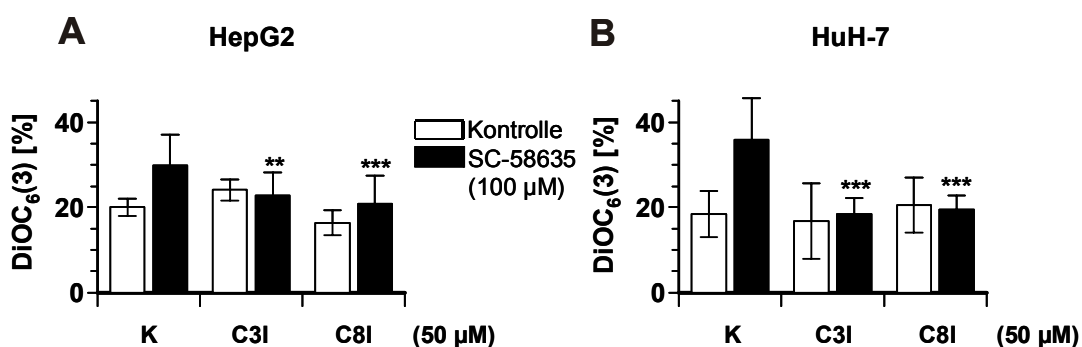 A
HepG2
DiOC6(3) [%]
40
20
0
**
***
K
C3I
C8I
(50 µM)
Kontrolle
SC-58635
(100 µM)
B
HuH-7
DiOC6(3) [%]
40
20
0
***
***
K
C3I
C8I
(50 µM)